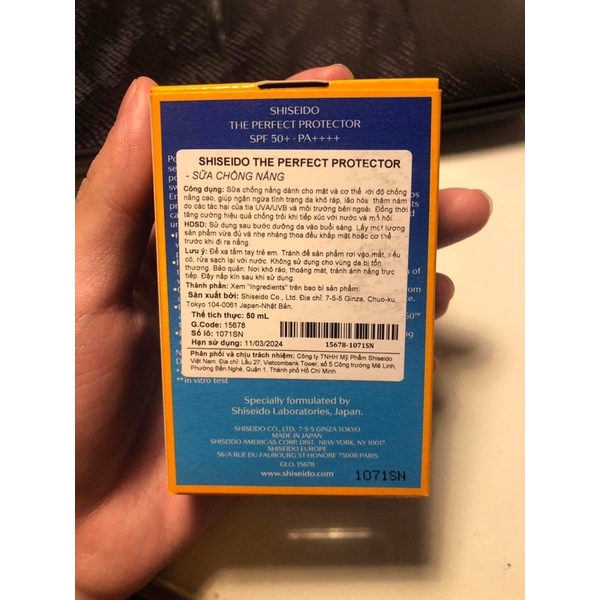 SHISEIDO
THE PERFECT PROTECTOR
SPF 50+ · PA++++
SHISEIDO THE PERFECT PROTECTOR
- SỮA CHỐNG NẮNG
Công dụng: Sữa chống nắng dành cho mặt và cơ thể với độ chống
nắng cao, giúp ngăn ngừa tình trạng da khô ráp, lão hóa, thâm nám
do các tác hại của tia UVA/UVB và môi trường bên ngoài. Đồng thời
tăng cường hiệu quả chống trôi khi tiếp xúc với nước và mồ hôi.
HDSD: Sử dụng sau bước dưỡng da vào buổi sáng. Lấy một lượng
sản phẩm vừa đủ và nhẹ nhàng thoa đều khắp mặt hoặc cơ thể
trước khi đi ra nắng.
Lưu ý: Để xa tầm tay trẻ em. Tránh để sản phẩm rơi vào mắt, nếu
có, rửa sạch lại với nước. Không sử dụng cho vùng da bị tổn
thương. Bảo quản: Nơi khô ráo, thoáng mát, tránh ánh nắng trực
tiếp. Đậy nắp kín sau khi sử dụng.
Thành phần: Xem "Ingredients" trên bao bì sản phẩm.
Sản xuất bởi: Shiseido Co., Ltd. Địa chỉ: 7-5-5 Ginza, Chuo-ku,
Tokyo 104-0061 Japan-Nhật Bản.
Thể tích thực: 50 mL
G.Code: 15678
Số lô: 1071SN
Hạn sử dụng: 11/03/2024
15678-1071SN
Phân phối và chịu trách nhiệm: Công ty TNHH Mỹ Phẩm Shiseido
Việt Nam. Địa chỉ: Lầu 27, Vietcombank Tower, số 5 Công trường Mê Linh,
Phường Bến Nghé, Quận 1, Thành phố Hồ Chí Minh.
**in vitro test
Specially formulated by
Shiseido Laboratories, Japan.
SHISEIDO CO., LTD. 7-5-5 GINZA TOKYO
MADE IN JAPAN
SHISEIDO AMERICAS CORP. DIST. NEW YORK, NY 10017
SHISEIDO EUROPE
56/A RUE DU FAUBOURG ST-HONORE 75008 PARIS
GLO. 15678
www.shiseido.com
1071SN